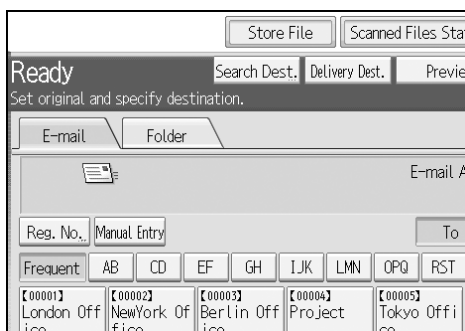 Store File Scanned Files Sta
Ready Search Dest. Delivery Dest. Previe
Set original and specify destination.
E-mail Folder
E-mail A
Reg. No. Manual Entry To
Frequent AB CD EF GH IJK LMN OPQ RST
【00001】 【00002】 【00003】 【00004】 【00005】
London Off NewYork Of Berlin Off Project Tokyo Offi
ice ffice ice ce